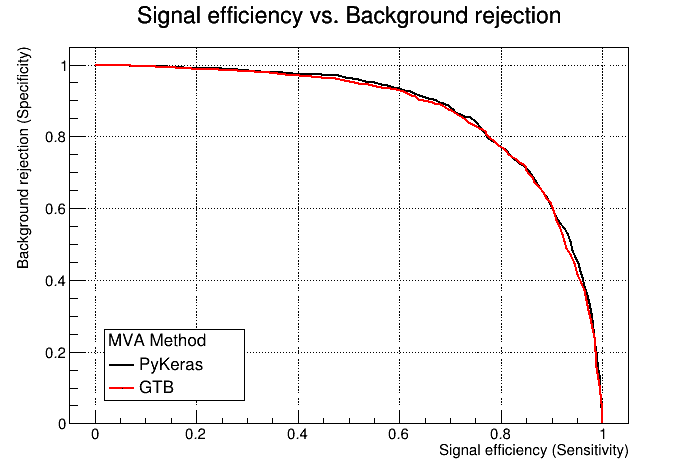 Signal efficiency vs. Background rejection
Background rejection (Specificity)
1
0.8
0.6
0.4
0.2
0
MVA Method
PyKeras
GTB
0 0.2 0.4 0.6 0.8 1
Signal efficiency (Sensitivity)